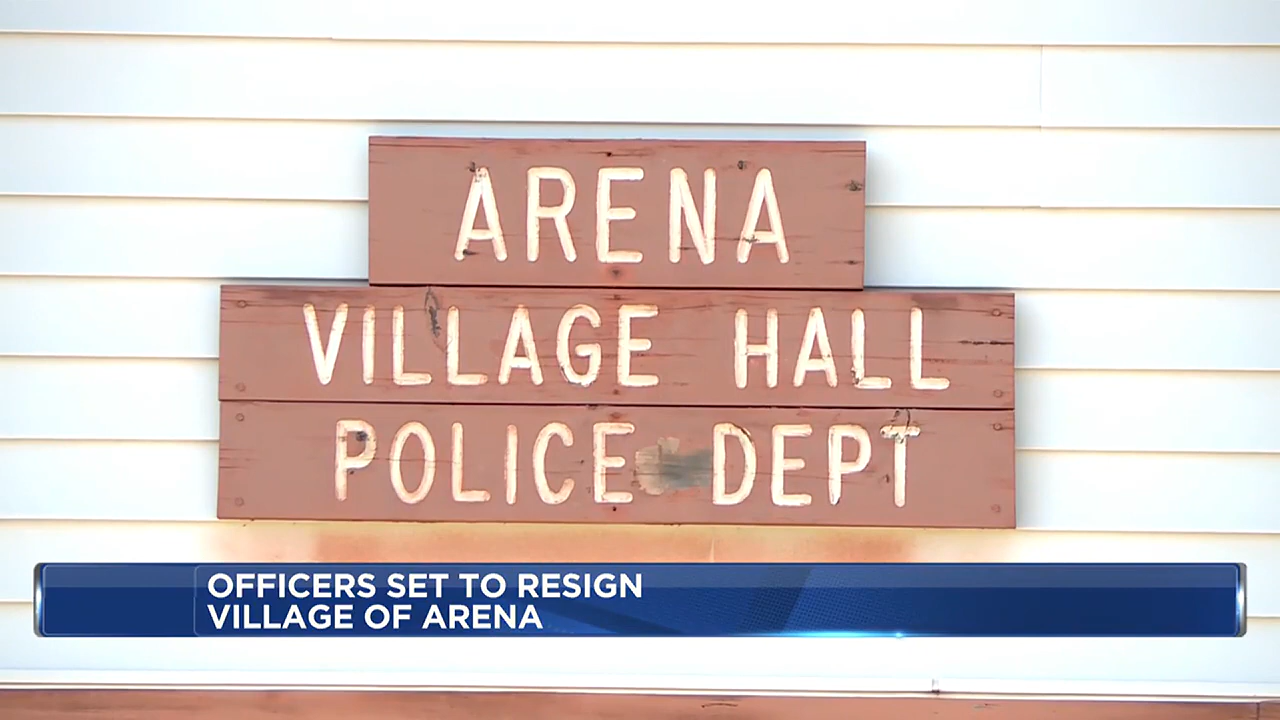 ARENA
VILLAGE HALL
POLICE DEPT
OFFICERS SET TO RESIGN
VILLAGE OF ARENA